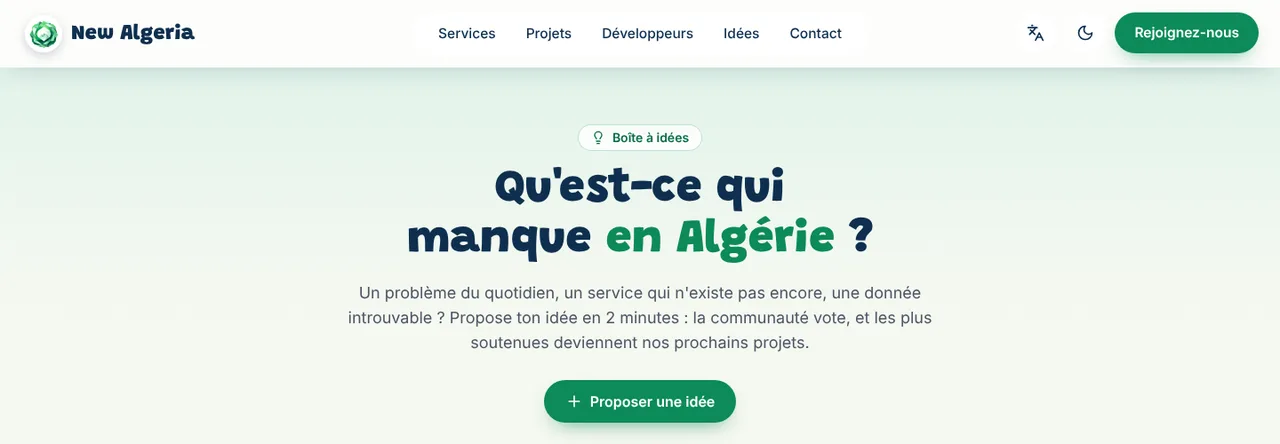 New Algeria
Services
Projets
Développeurs
Idées
Contact
Rejoignez-nous
Boîte à idées
Qu'est-ce qui
manque en Algérie ?
Un problème du quotidien, un service qui n'existe pas encore, une donnée
introuvable ? Propose ton idée en 2 minutes : la communauté vote, et les plus
soutenues deviennent nos prochains projets.
Proposer une idée